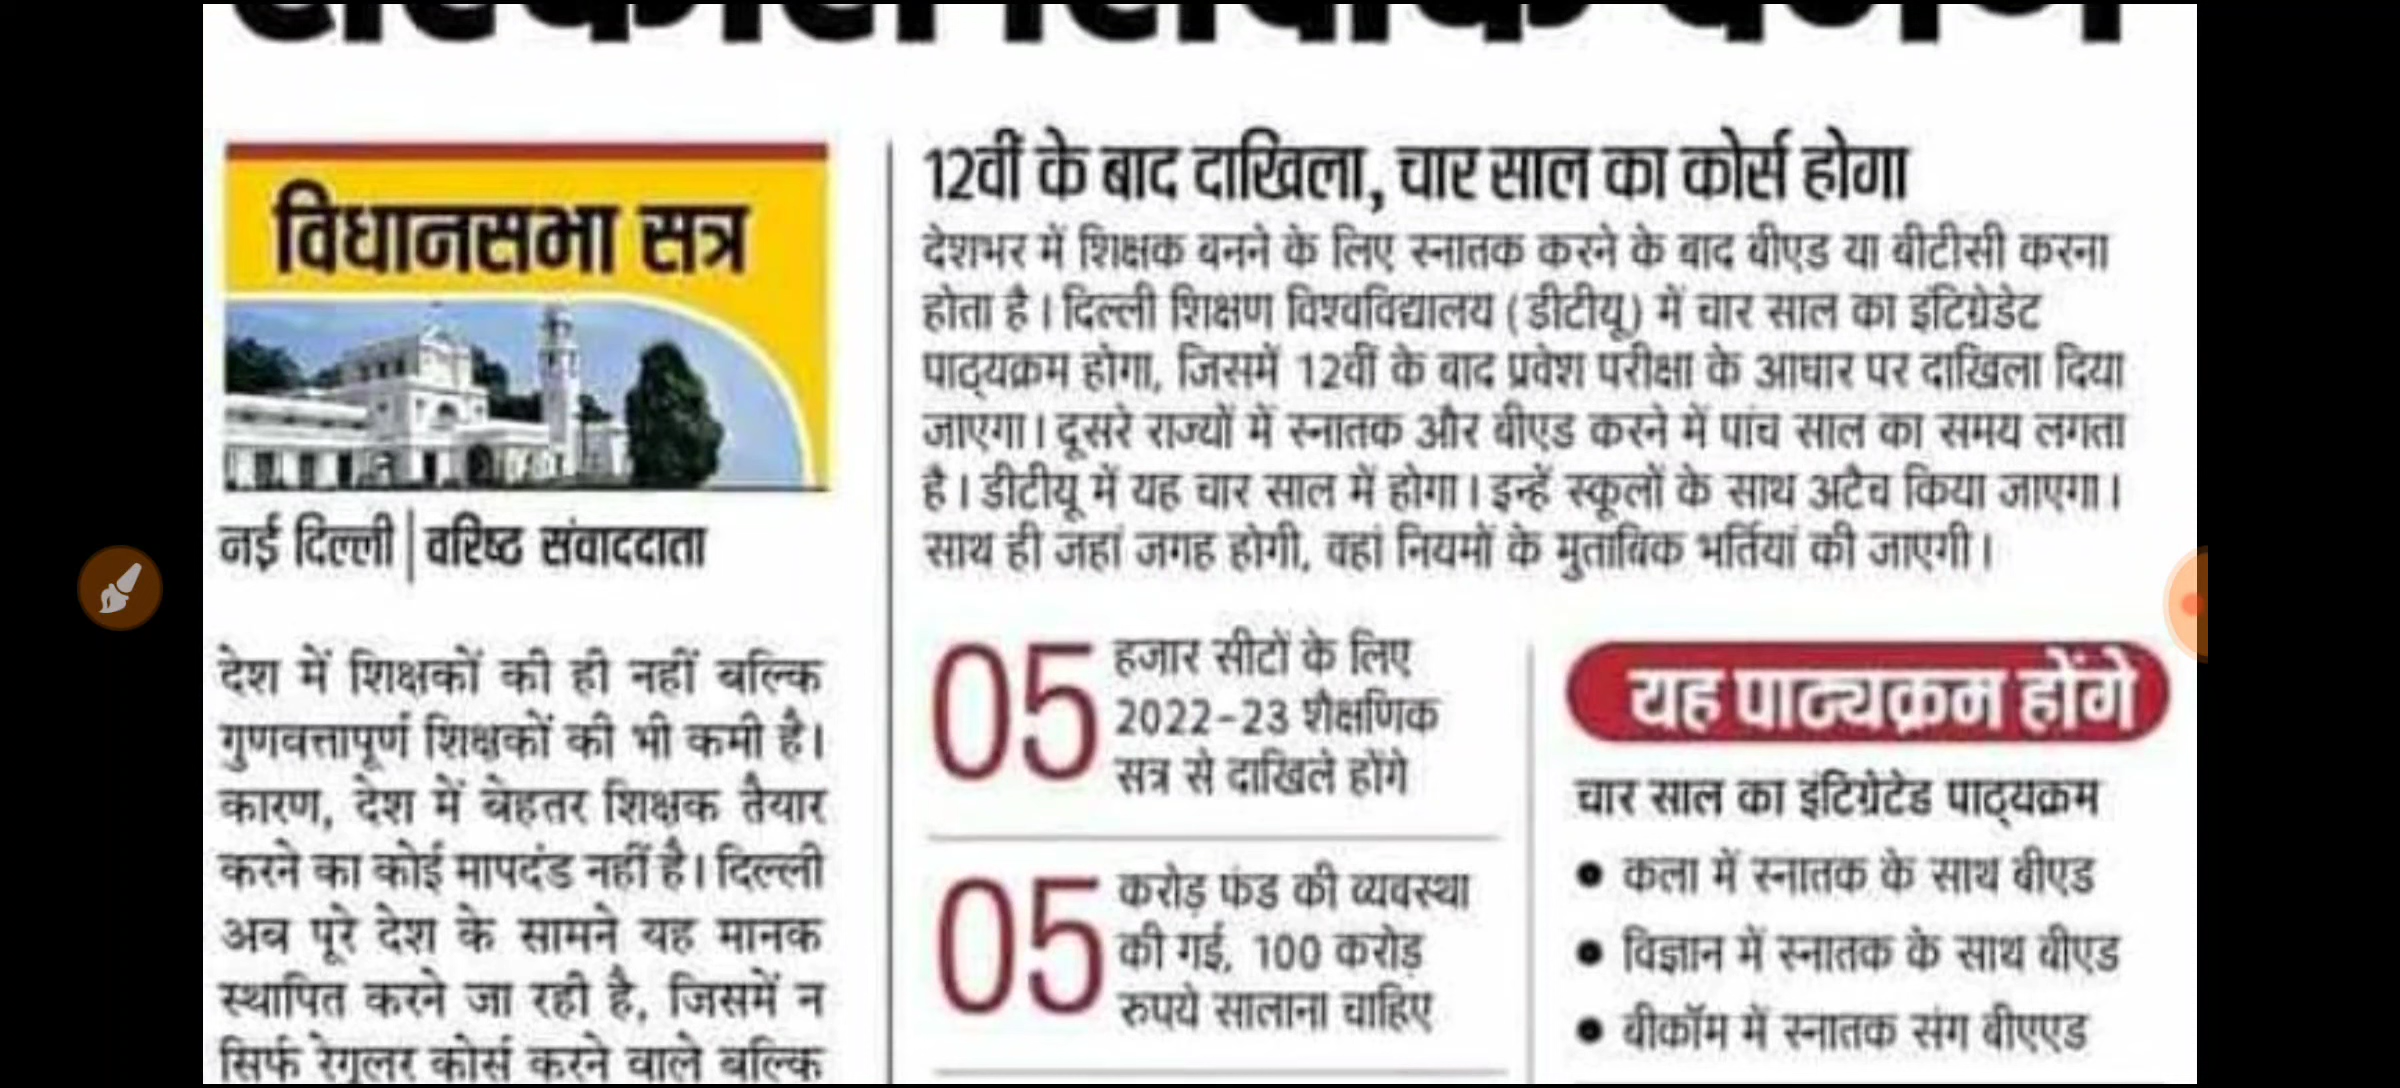 विधानसभा सत्र
नई दिल्ली | वरिष्ठ संवाददाता
देश में शिक्षकों की ही नहीं बल्कि
गुणवत्तापूर्ण शिक्षकों की भी कमी है।
कारण, देश में बेहतर शिक्षक तैयार
करने का कोई मापदंड नहीं है। दिल्ली
अब पूरे देश के सामने यह मानक
स्थापित करने जा रही है, जिसमें न
सिर्फ रेगुलर कोर्स करने वाले बल्कि
12वीं के बाद दाखिला, चार साल का कोर्स होगा
देशभर में शिक्षक बनने के लिए स्नातक करने के बाद बीएड या बीटीसी करना
होता है। दिल्ली शिक्षण विश्वविद्यालय (डीटीयू) में चार साल का इंटिग्रेडेट
पाठ्यक्रम होगा, जिसमें 12वीं के बाद प्रवेश परीक्षा के आधार पर दाखिला दिया
जाएगा। दूसरे राज्यों में स्नातक और बीएड करने में पांच साल का समय लगता
है। डीटीयू में यह चार साल में होगा। इन्हें स्कूलों के साथ अटैच किया जाएगा।
साथ ही जहां जगह होगी, वहां नियमों के मुताबिक भर्तियां की जाएगी।
05 हजार सीटों के लिए
2022-23 शैक्षणिक
सत्र से दाखिले होंगे
05 करोड़ फंड की व्यवस्था
की गई, 100 करोड़
रुपये सालाना चाहिए
यह पाठ्यक्रम होंगे
चार साल का इंटिग्रेटेड पाठ्यक्रम
• कला में स्नातक के साथ बीएड
• विज्ञान में स्नातक के साथ बीएड
• बीकॉम में स्नातक संग बीएएड